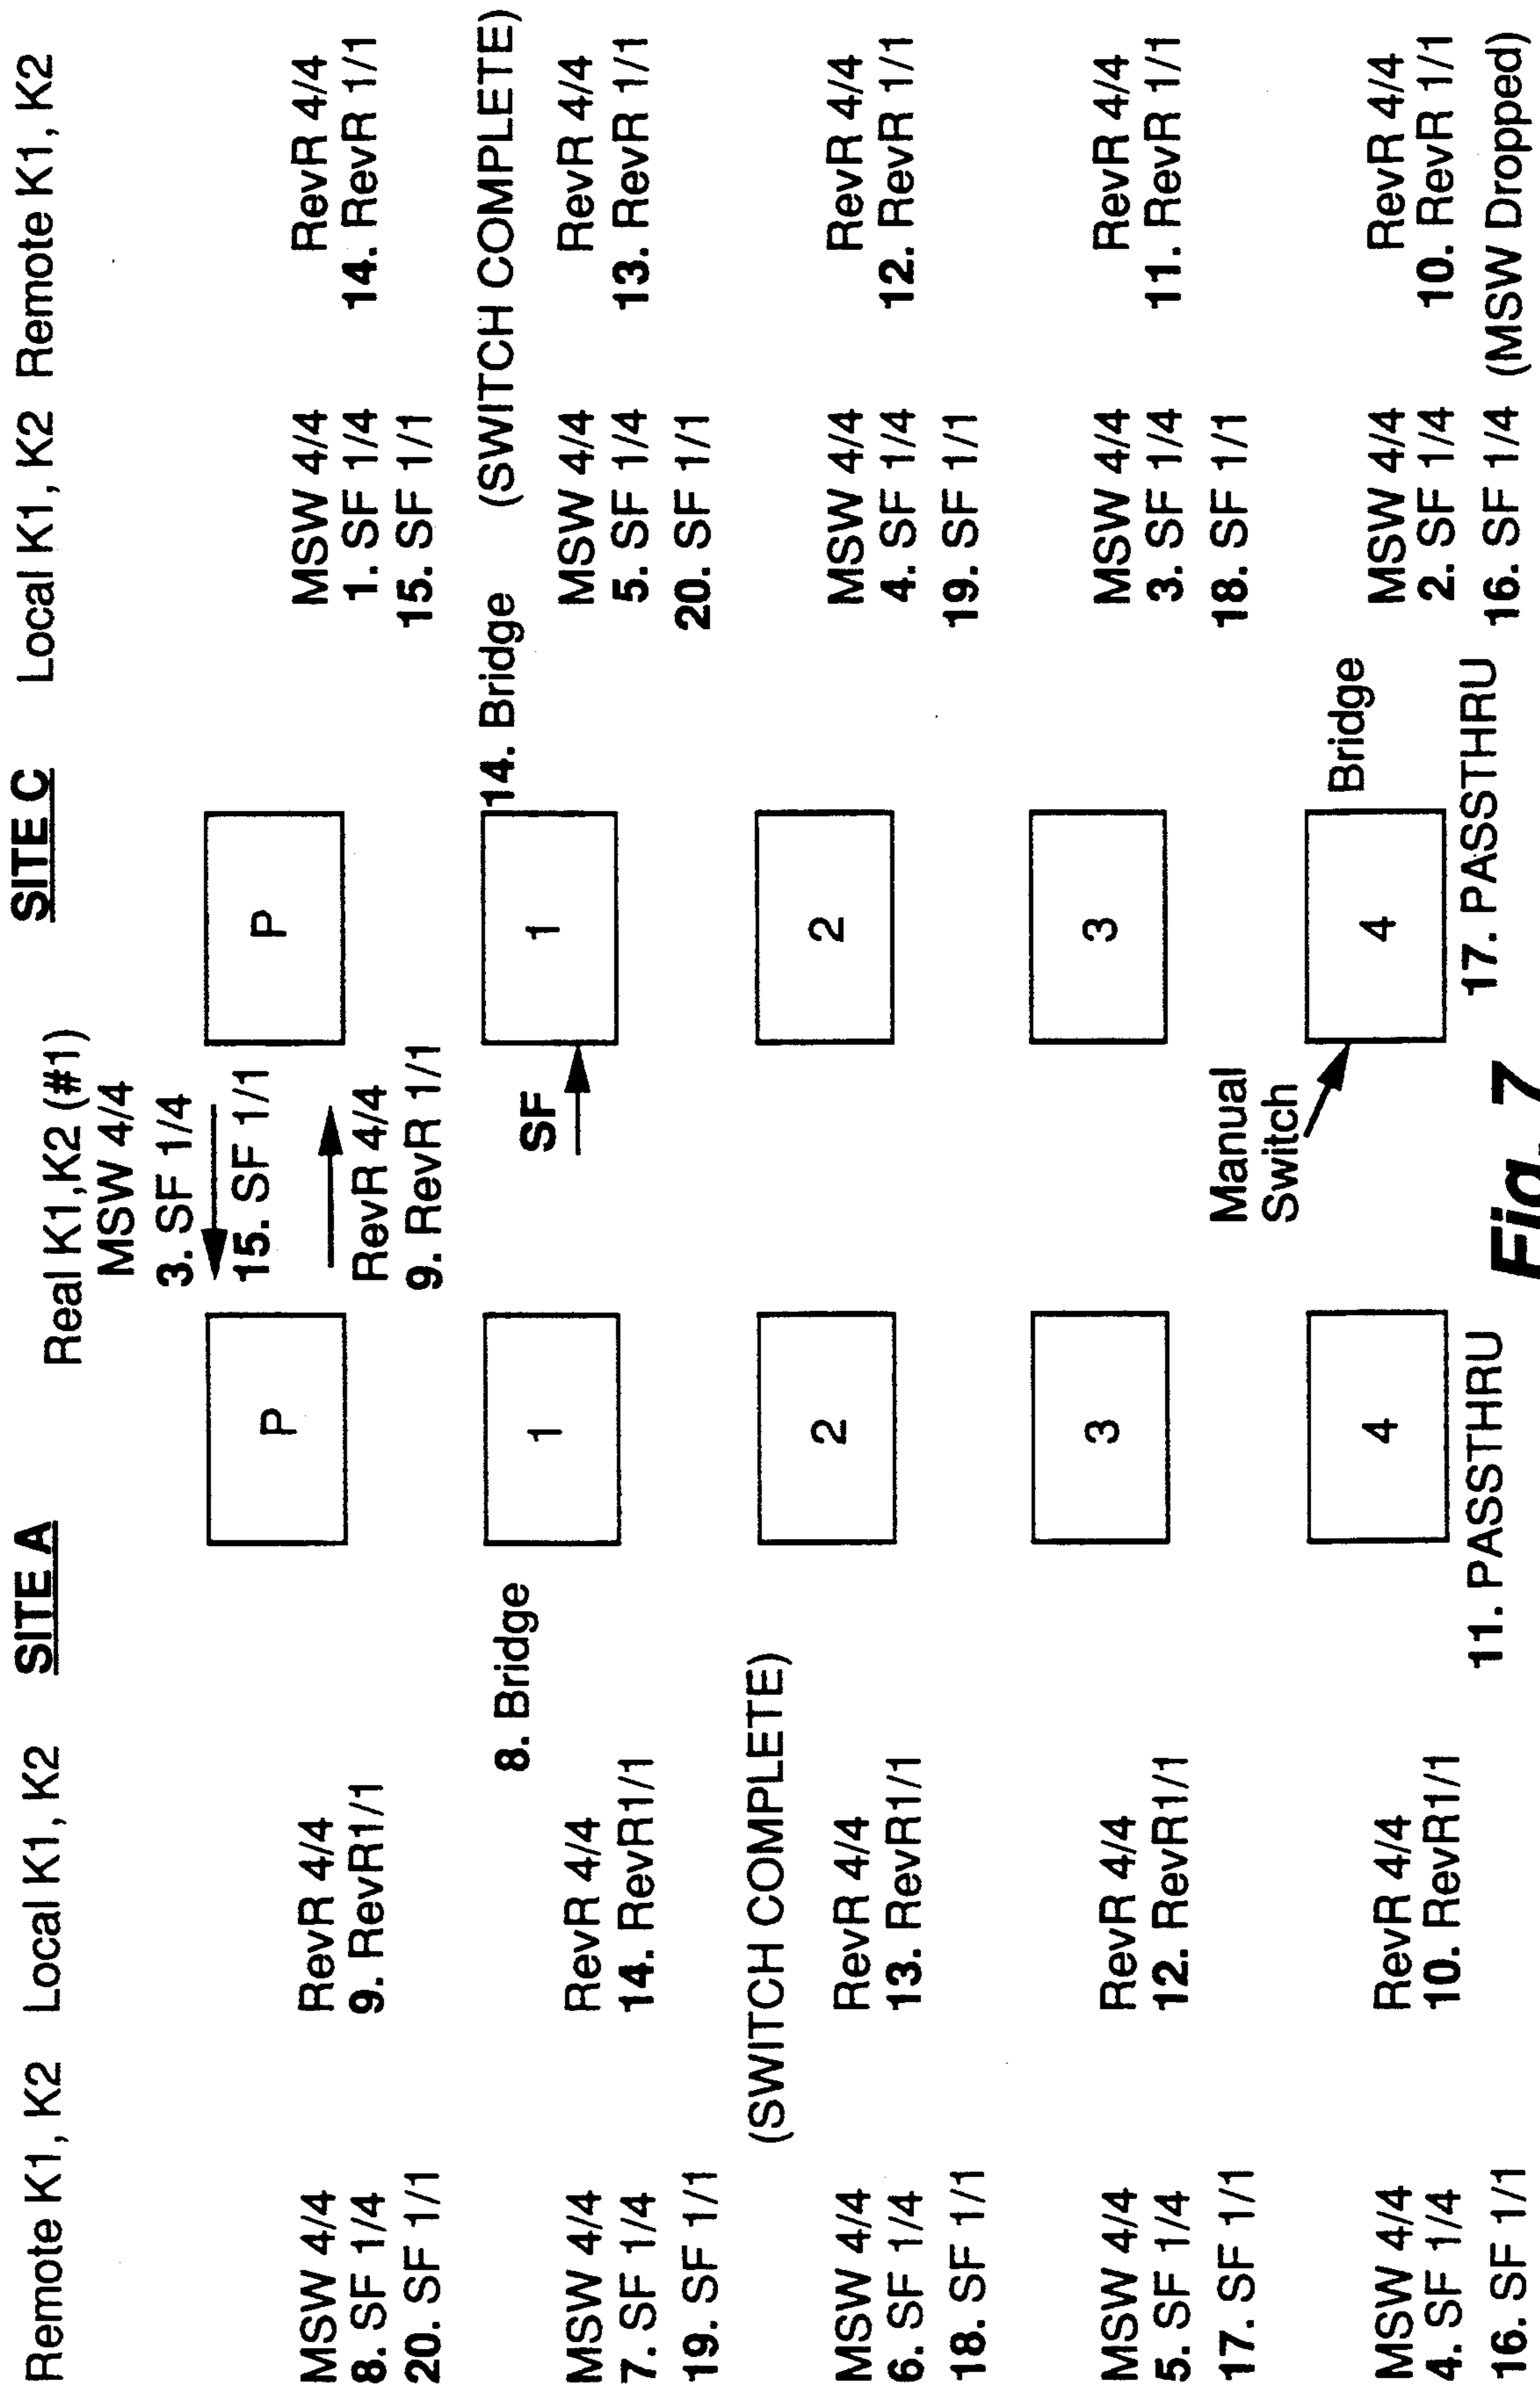 Remote K1, K2 Local K1, K2 SITE A Real K1,K2 (#1) SITE C Local K1, K2 Remote K1, K2
MSW 4/4
3. SF 1/4
15. SF 1/1
RevR 4/4
9. RevR 1/1
MSW 4/4 RevR 4/4 P P MSW 4/4 RevR 4/4
8. SF 1/4 9. RevR1/1 1. SF 1/4 14. RevR 1/1
20. SF 1/1 15. SF 1/1
8. Bridge 14. Bridge (SWITCH COMPLETE)
MSW 4/4 RevR 4/4 1 SF 1 MSW 4/4 RevR 4/4
7. SF 1/4 14. RevR1/1 5. SF 1/4 13. RevR 1/1
19. SF 1/1 20. SF 1/1
(SWITCH COMPLETE)
MSW 4/4 RevR 4/4 2 2 MSW 4/4 RevR 4/4
6. SF 1/4 13. RevR1/1 4. SF 1/4 12. RevR 1/1
18. SF 1/1 19. SF 1/1
MSW 4/4 RevR 4/4 3 3 MSW 4/4 RevR 4/4
5. SF 1/4 12. RevR1/1 3. SF 1/4 11. RevR 1/1
17. SF 1/1 18. SF 1/1
Manual
Switch
Bridge
MSW 4/4 RevR 4/4 4 4 MSW 4/4 RevR 4/4
4. SF 1/4 10. RevR1/1 2. SF 1/4 10. RevR 1/1
16. SF 1/1 11. PASSTHRU 17. PASSTHRU 16. SF 1/4 (MSW Dropped)
Fig. 7